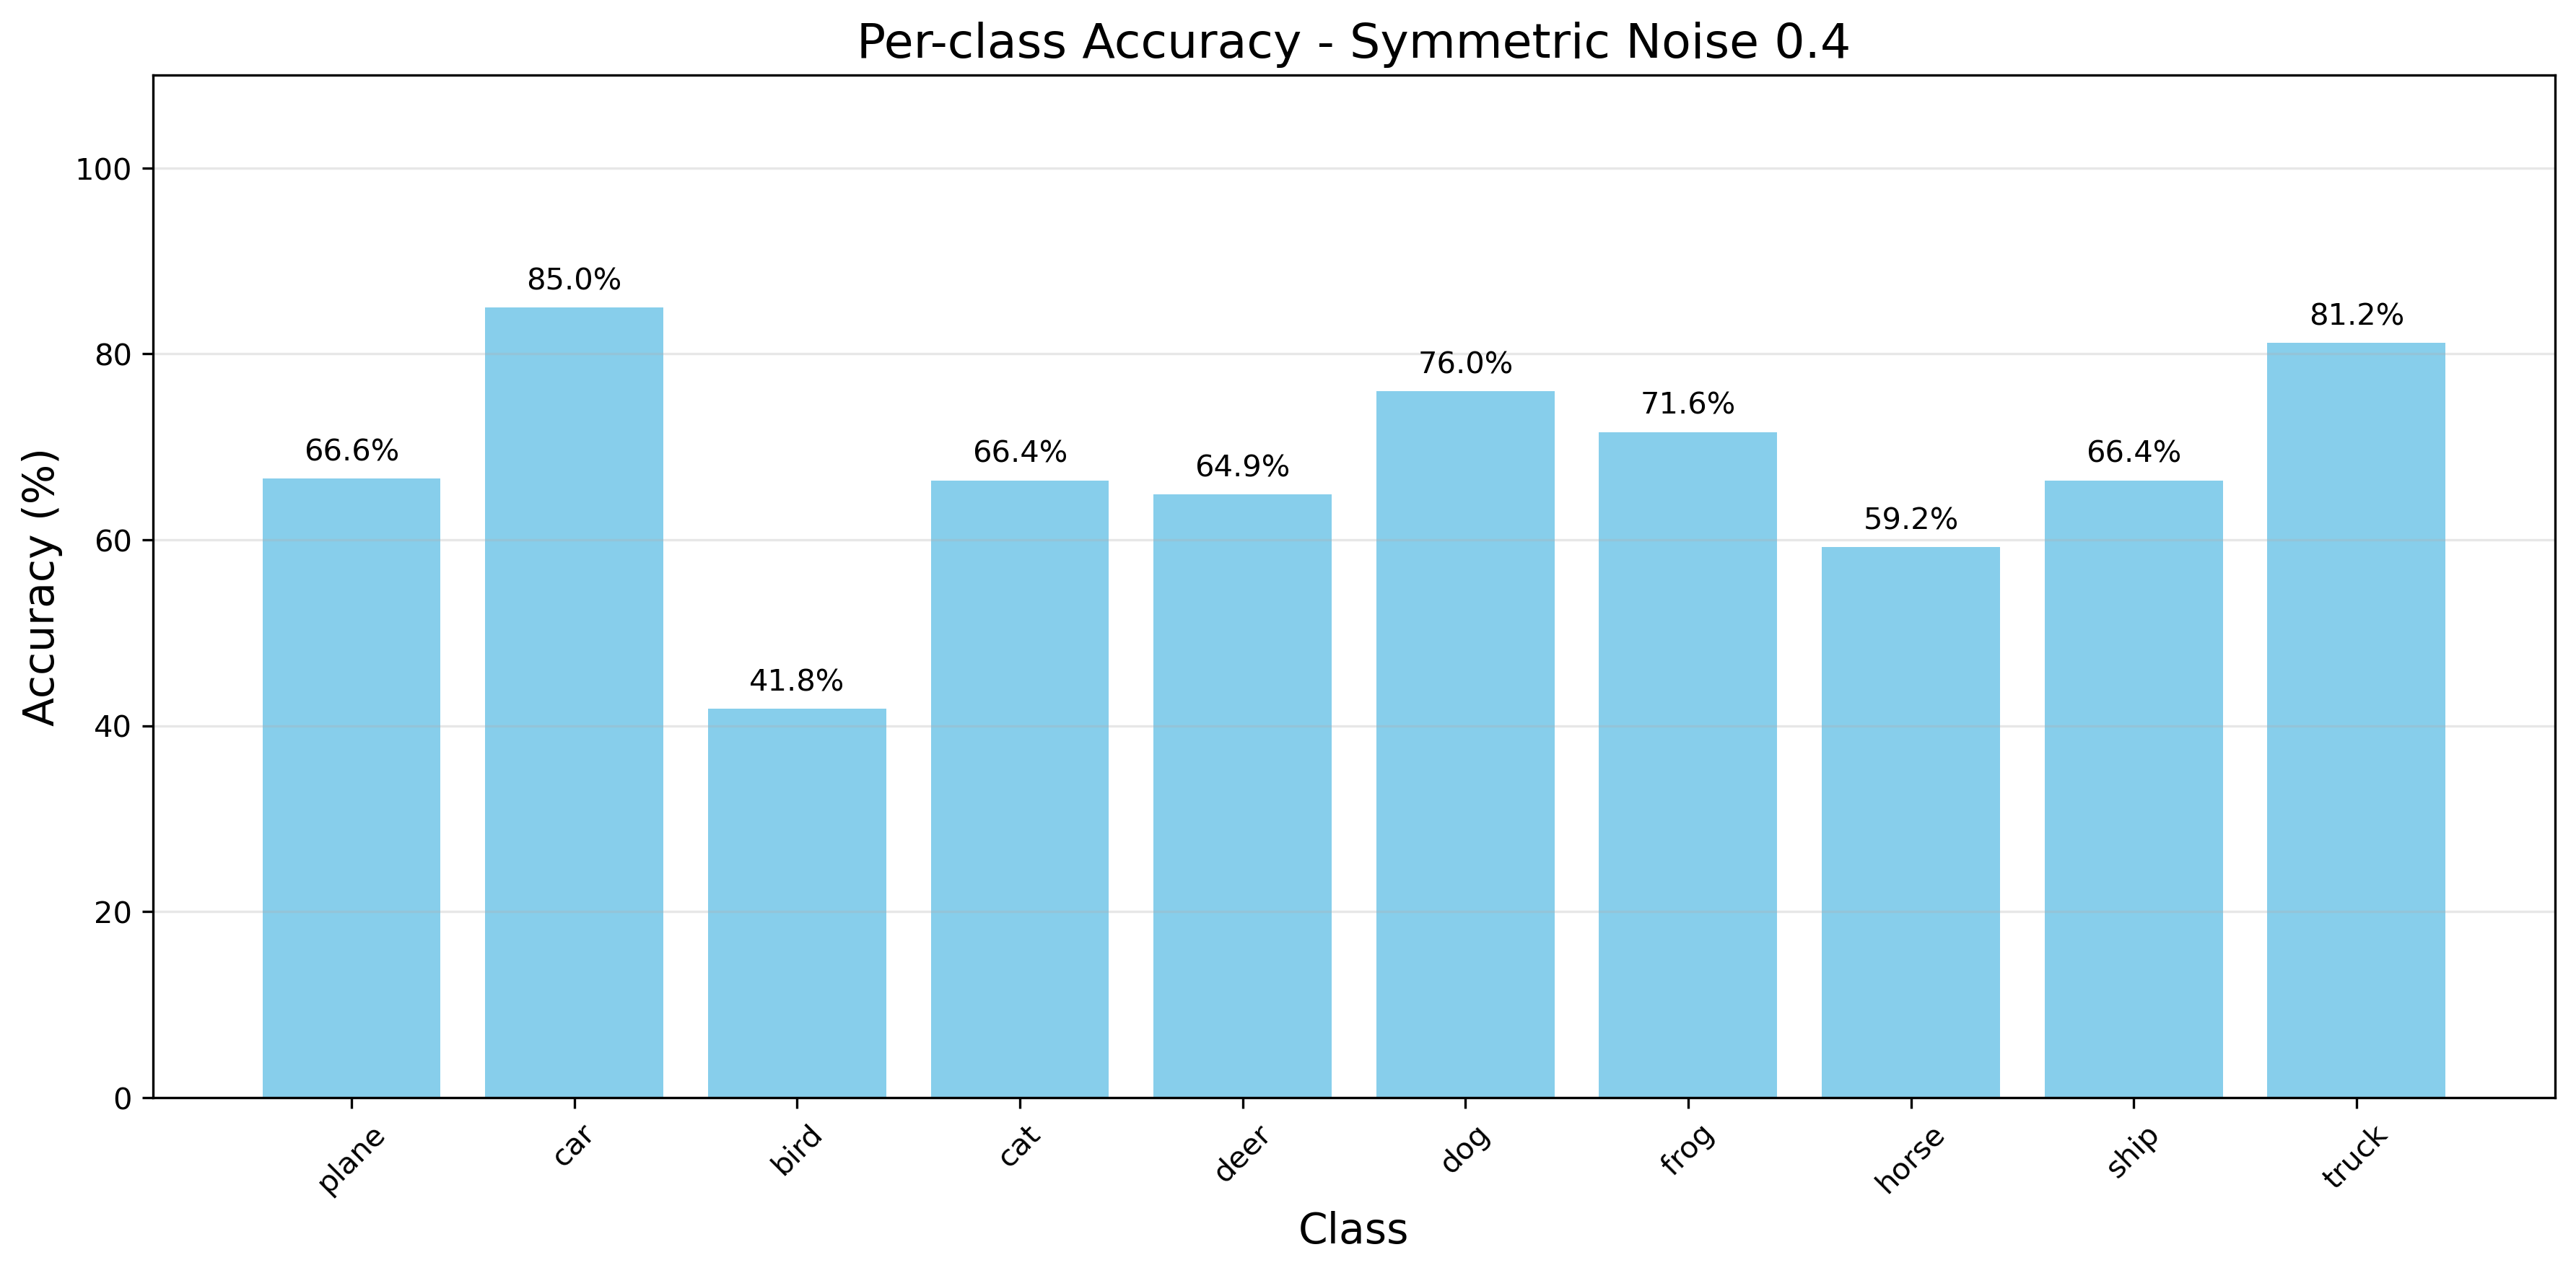 Per-class Accuracy - Symmetric Noise 0.4
Accuracy (%)
100
80
60
40
20
0
66.6%
85.0%
41.8%
66.4%
64.9%
76.0%
71.6%
59.2%
66.4%
81.2%
plane
car
bird
cat
deer
dog
frog
horse
ship
truck
Class